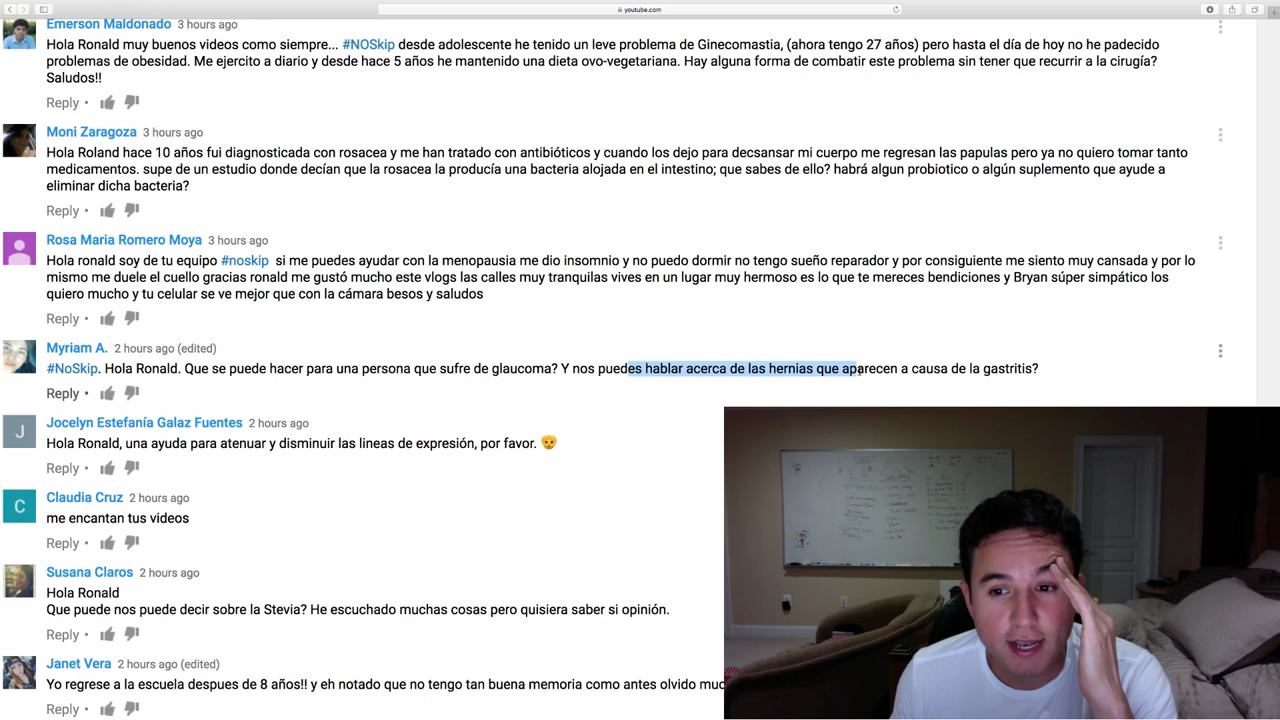 youtube.com
Emerson Maldonado 3 hours ago
Hola Ronald muy buenos videos como siempre... #NOSkip desde adolescente he tenido un leve problema de Ginecomastia, (ahora tengo 27 años) pero hasta el día de hoy no he padecido
problemas de obesidad. Me ejercito a diario y desde hace 5 años he mantenido una dieta ovo-vegetariana. Hay alguna forma de combatir este problema sin tener que recurrir a la cirugía?
Saludos!!
Reply •
Moni Zaragoza 3 hours ago
Hola Roland hace 10 años fui diagnosticada con rosacea y me han tratado con antibióticos y cuando los dejo para decsansar mi cuerpo me regresan las papulas pero ya no quiero tomar tanto
medicamentos. supe de un estudio donde decían que la rosacea la producía una bacteria alojada en el intestino; que sabes de ello? habrá algun probiotico o algún suplemento que ayude a
eliminar dicha bacteria?
Reply •
Rosa Maria Romero Moya 3 hours ago
Hola ronald soy de tu equipo #noskip si me puedes ayudar con la menopausia me dio insomnio y no puedo dormir no tengo sueño reparador y por consiguiente me siento muy cansada y por lo
mismo me duele el cuello gracias ronald me gustó mucho este vlogs las calles muy tranquilas vives en un lugar muy hermoso es lo que te mereces bendiciones y Bryan súper simpático los
quiero mucho y tu celular se ve mejor que con la cámara besos y saludos
Reply •
Myriam A. 2 hours ago (edited)
#NoSkip. Hola Ronald. Que se puede hacer para una persona que sufre de glaucoma? Y nos puedes hablar acerca de las hernias que aparecen a causa de la gastritis?
Reply •
J
Jocelyn Estefanía Galaz Fuentes 2 hours ago
Hola Ronald, una ayuda para atenuar y disminuir las lineas de expresión, por favor.
Reply •
C
Claudia Cruz 2 hours ago
me encantan tus videos
Reply •
Susana Claros 2 hours ago
Hola Ronald
Que puede nos puede decir sobre la Stevia? He escuchado muchas cosas pero quisiera saber si opinión.
Reply •
Janet Vera 2 hours ago (edited)
Yo regrese a la escuela despues de 8 años!! y eh notado que no tengo tan buena memoria como antes olvido muc
Reply •